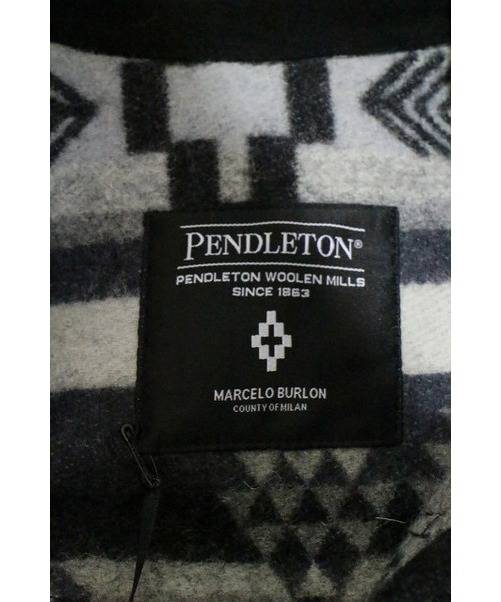 PENDLETON®
PENDLETON WOOLEN MILLS
SINCE 1863
MARCELO BURLON
COUNTY OF MILAN